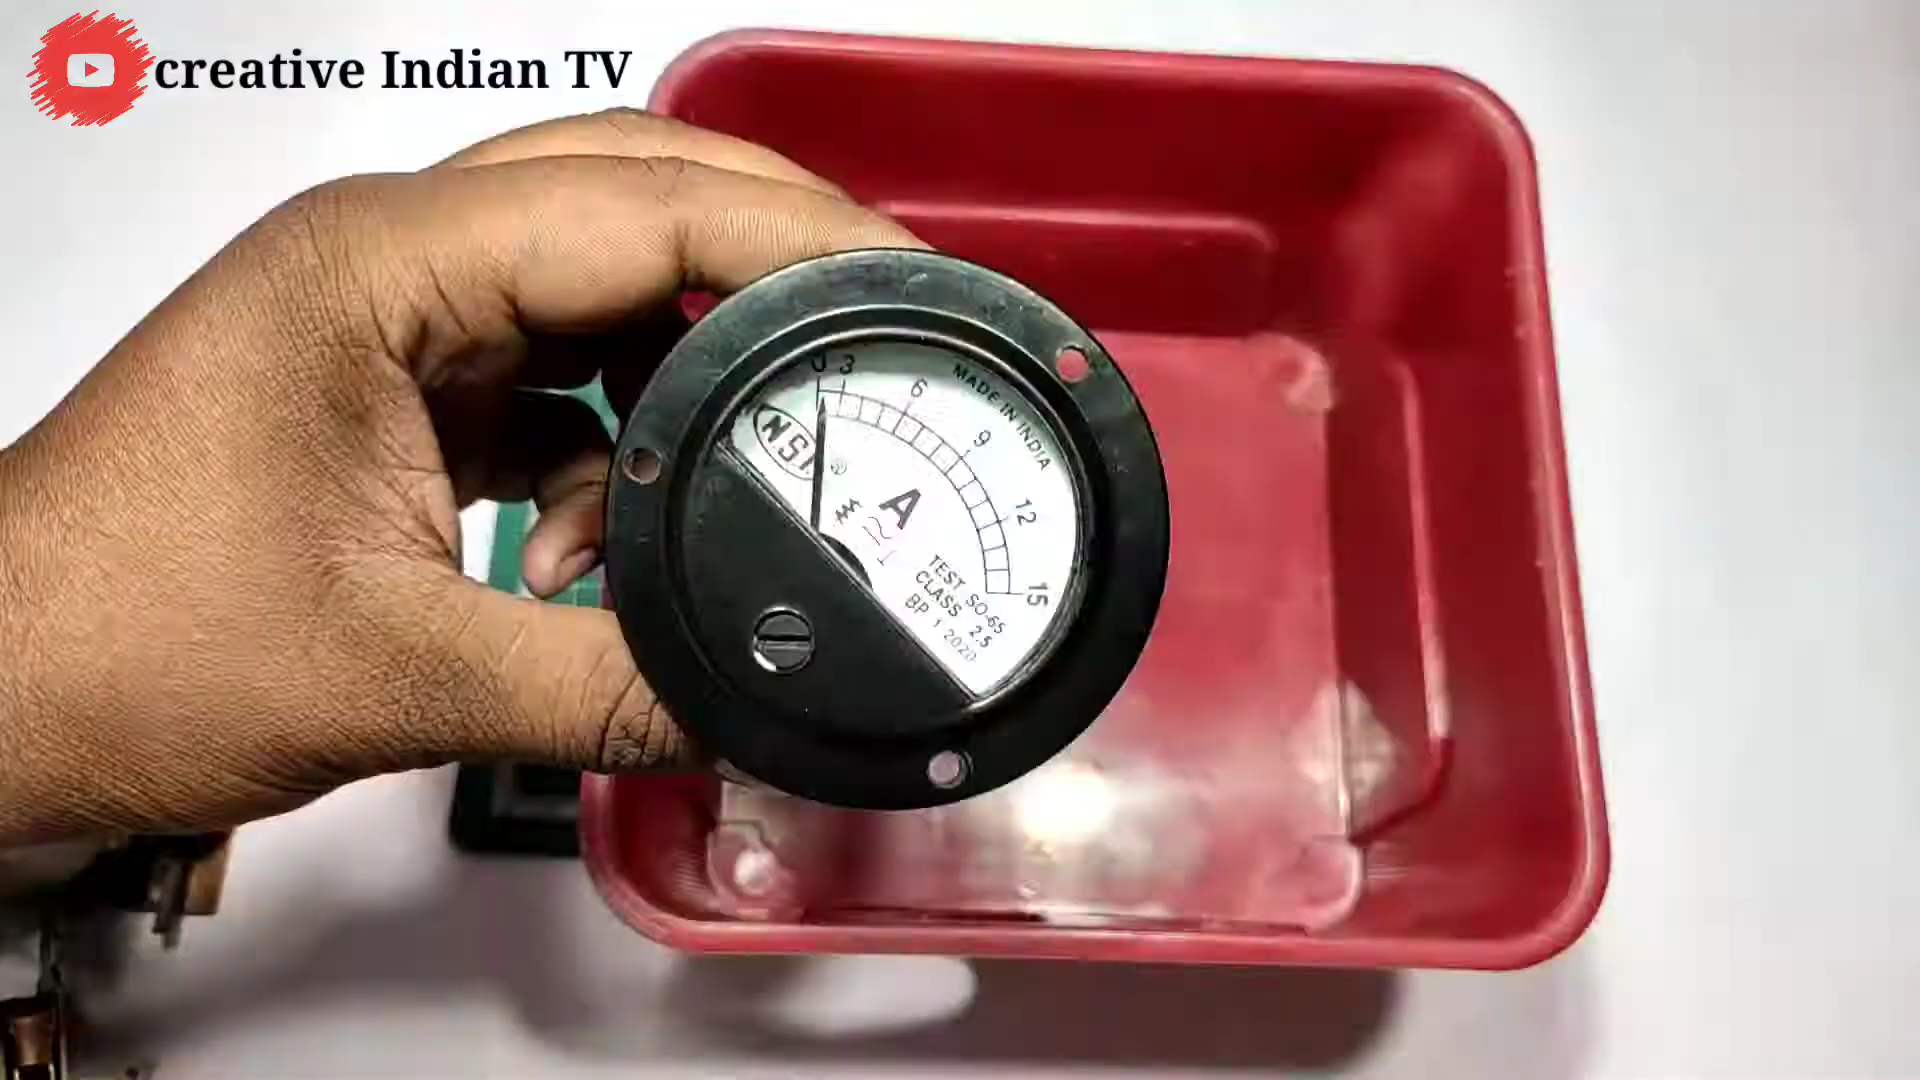 creative Indian TV
0 3 6 9 12 15
MADE IN INDIA
NSI
®
A
TEST SO-65
CLASS 2.5
BP 1 2020